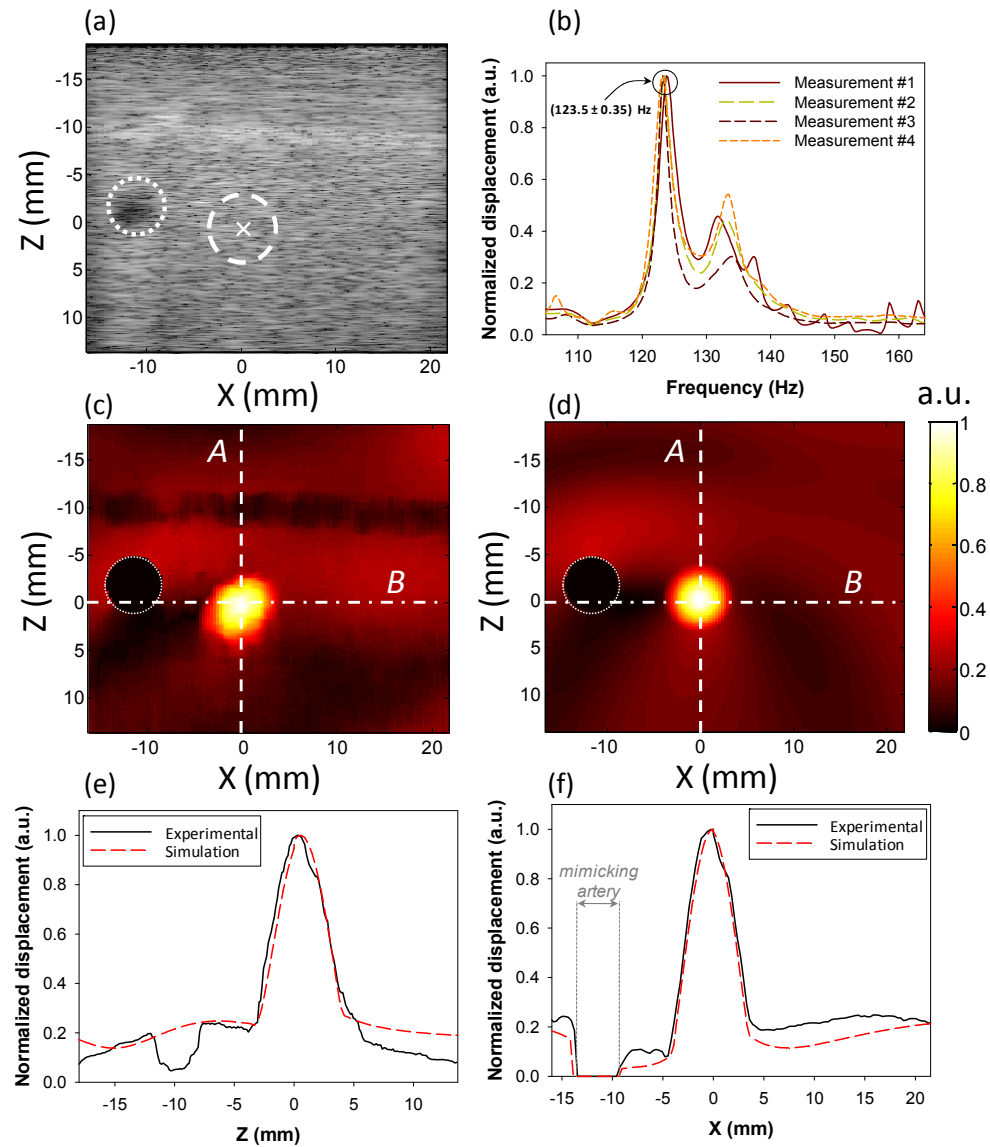 (a)
-15
-10
-5
0
5
10
Z (mm)
-10 0 10 20
X (mm)
(b)
1.0
0.8
0.6
0.4
0.2
0.0
Normalized displacement (a.u.)
(123.5 ± 0.35) Hz
Measurement #1
Measurement #2
Measurement #3
Measurement #4
110 120 130 140 150 160
Frequency (Hz)
(c)
A
B
-15
-10
-5
0
5
10
Z (mm)
-10 0 10 20
X (mm)
(d)
A
B
-15
-10
-5
0
5
10
Z (mm)
-10 0 10 20
X (mm)
a.u.
1
0.8
0.6
0.4
0.2
0
(e)
Experimental
Simulation
1.0
0.8
0.6
0.4
0.2
0.0
Normalized displacement (a.u.)
-15 -10 -5 0 5 10
Z (mm)
(f)
Experimental
Simulation
mimicking
artery
1.0
0.8
0.6
0.4
0.2
0.0
Normalized displacement (a.u.)
-15 -10 -5 0 5 10 15 20
X (mm)